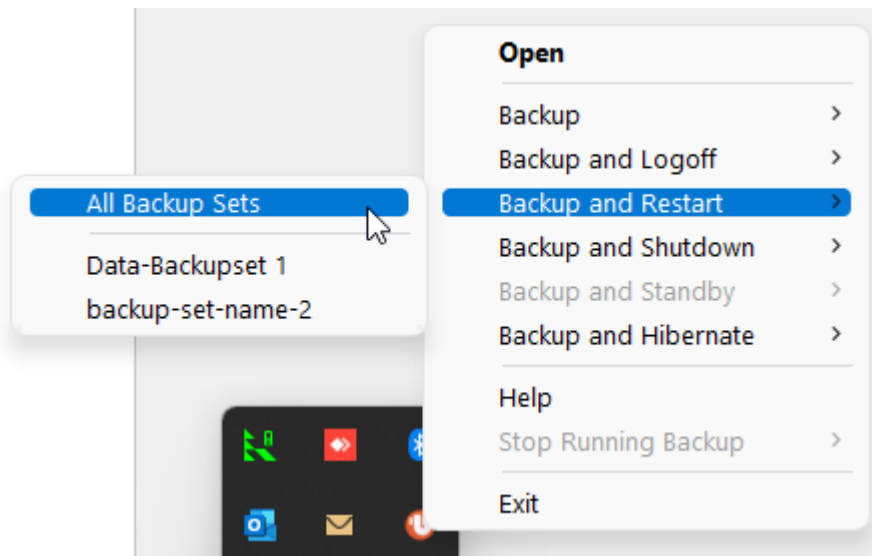 Open
Backup
Backup and Logoff
Backup and Restart
All Backup Sets
Data-Backupset 1
backup-set-name-2
Backup and Shutdown
Backup and Standby
Backup and Hibernate
Help
Stop Running Backup
Exit